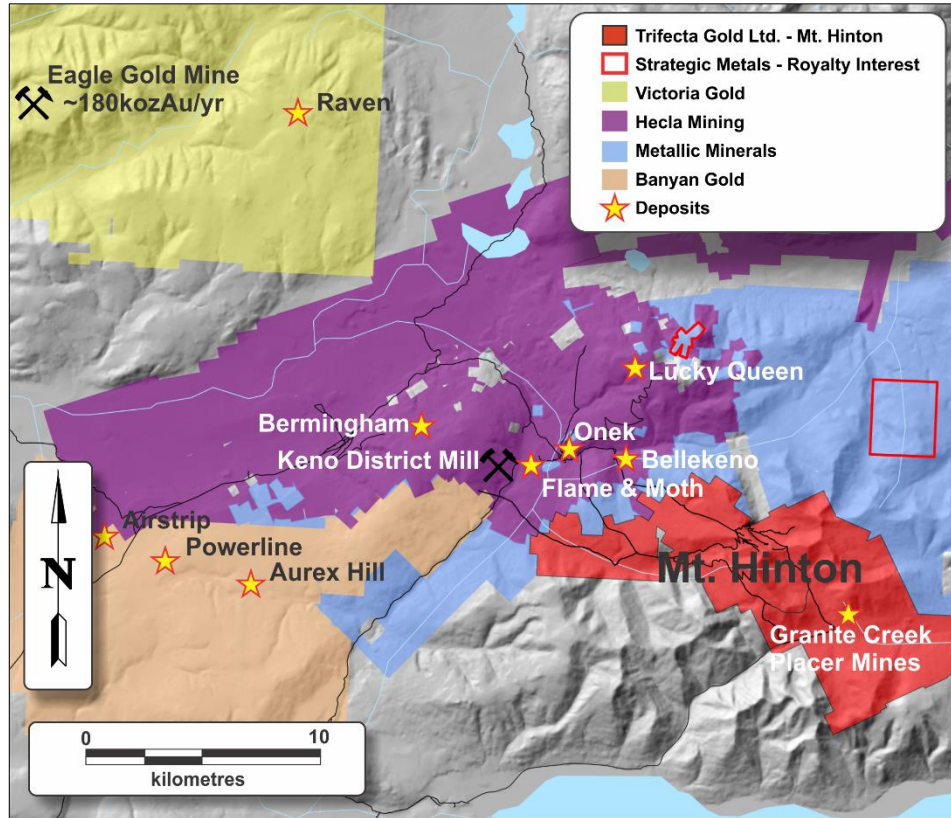 Trifecta Gold Ltd. - Mt. Hinton
Strategic Metals - Royalty Interest
Victoria Gold
Hecla Mining
Metallic Minerals
Banyan Gold
Deposits
Eagle Gold Mine
~180kozAu/yr
Raven
Lucky Queen
Bermingham
Onek
Keno District Mill
Bellekeno
Flame & Moth
Airstrip
Powerline
Aurex Hill
Mt. Hinton
Granite Creek
Placer Mines
N
0 10
kilometres